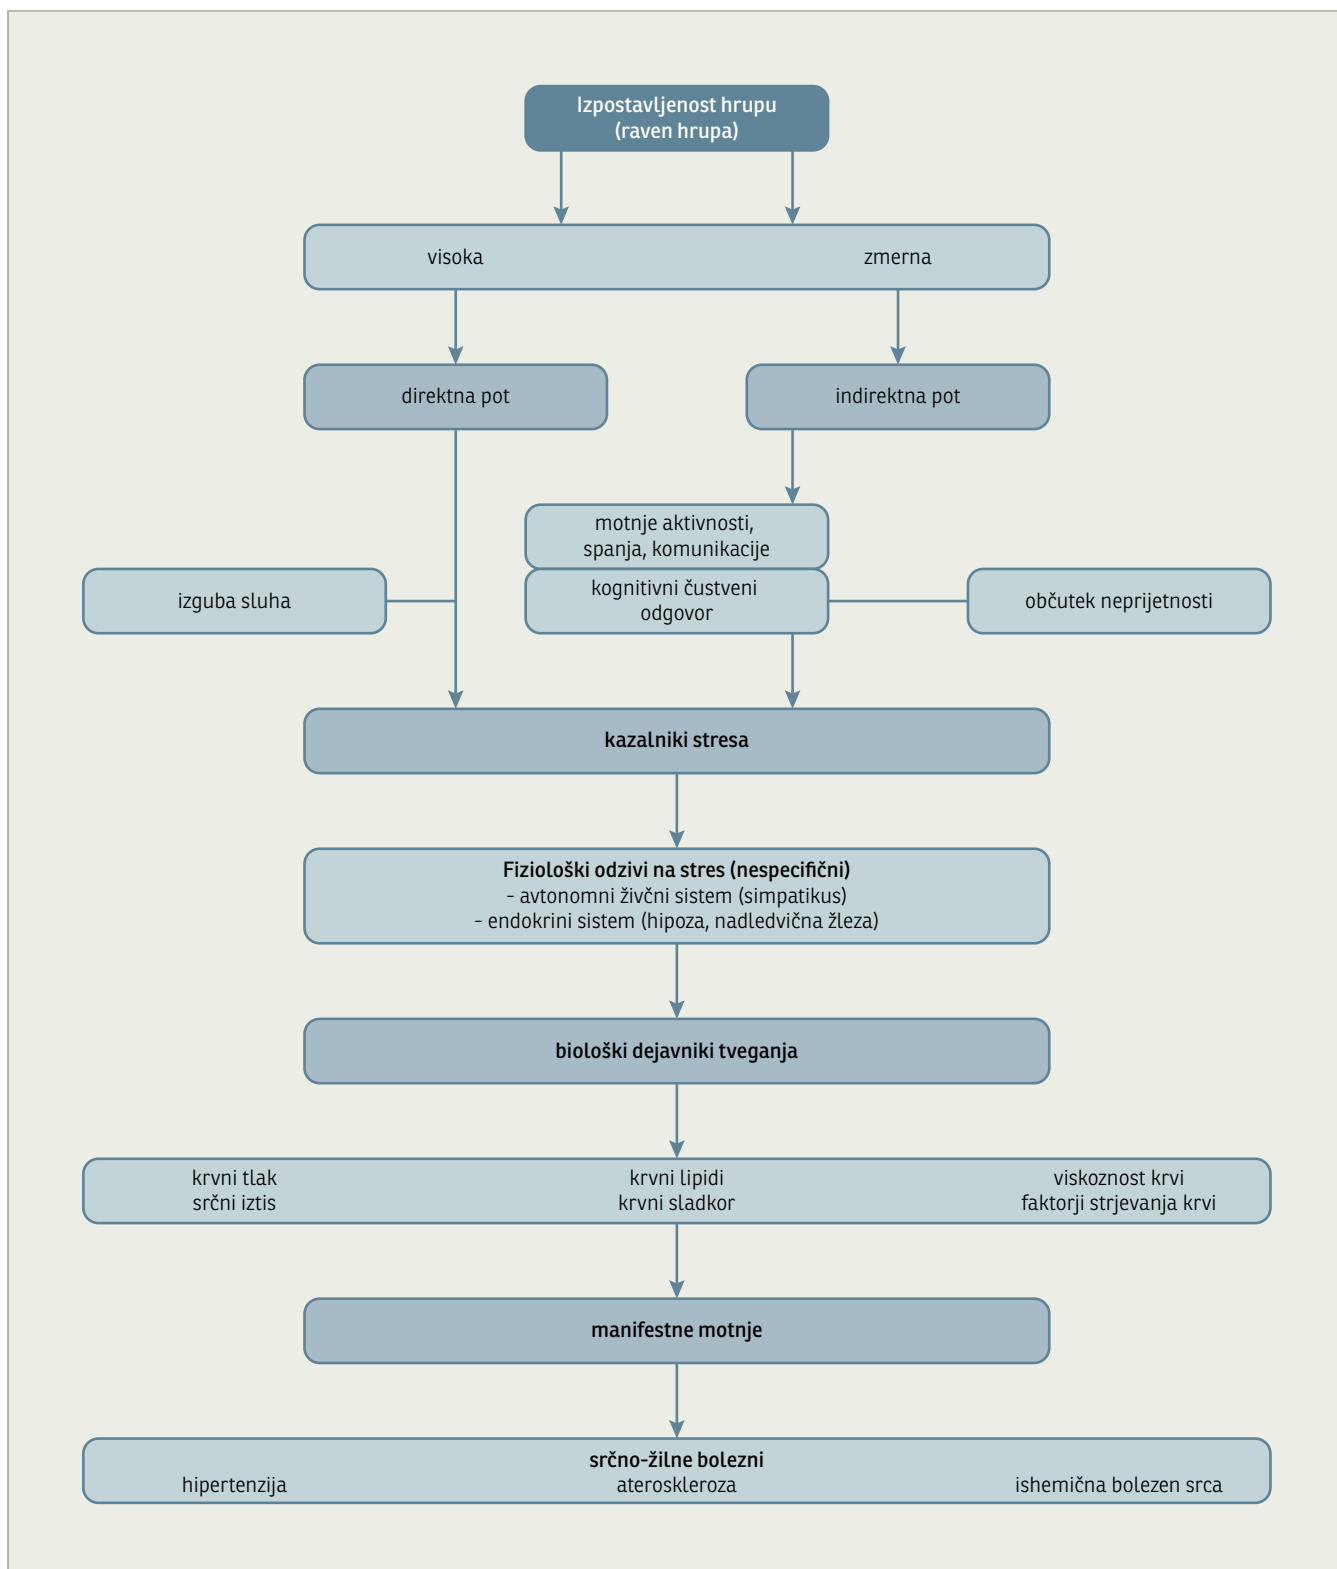 Izpostavljenost hrupu
(raven hrupa)
visoka
zmerna
direktna pot
indirektna pot
motnje aktivnosti,
spanja, komunikacije
izguba sluha
kognitivni čustveni
odgovor
občutek neprijetnosti
kazalniki stresa
Fiziološki odzivi na stres (nespecifični)
- avtonomni živčni sistem (simpatikus)
- endokrini sistem (hipoza, nadledvična žleza)
biološki dejavniki tveganja
krvni tlak
srčni iztis
krvni lipidi
krvni sladkor
viskoznost krvi
faktorji strjevanja krvi
manifestne motnje
srčno-žilne bolezni
hipertenzija
ateroskleroza
ishemična bolezen srca